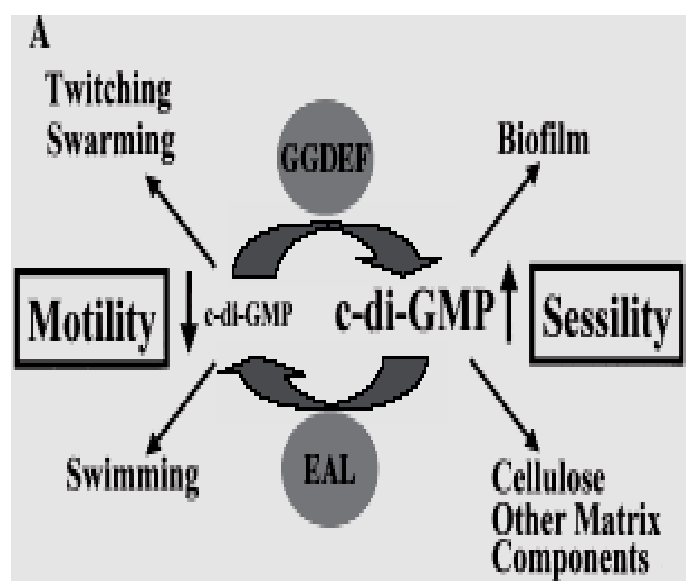 A
Twitching
Swarming
GGDEF
Biofilm
Motility
c-di-GMP
c-di-GMP
Sessility
Swimming
EAL
Cellulose
Other Matrix
Components